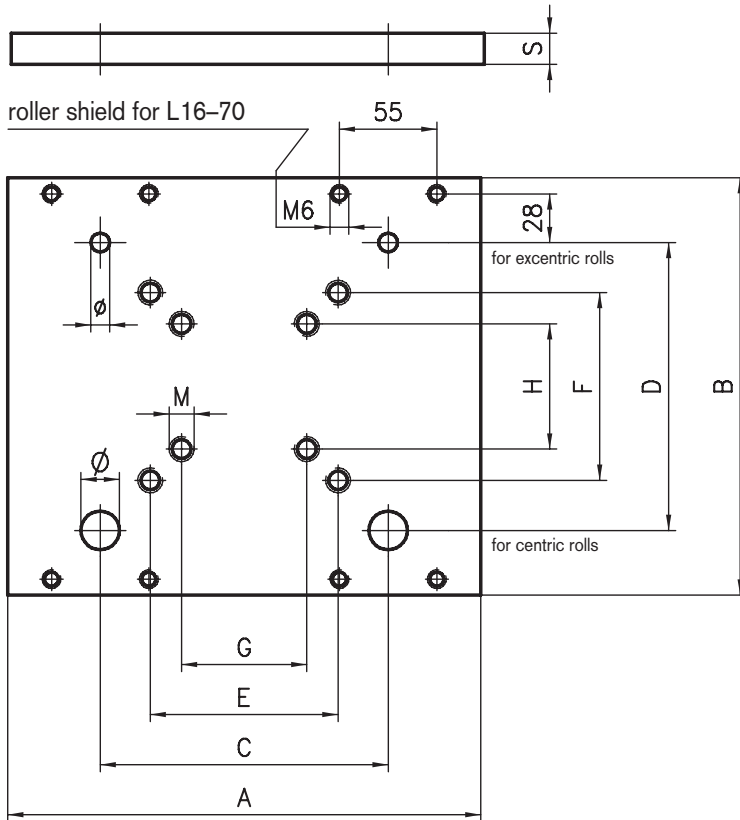 S
roller shield for L16–70
55
M6
28
for excentric rolls
ø
H
F
D
B
M
Ø
for centric rolls
G
E
C
A